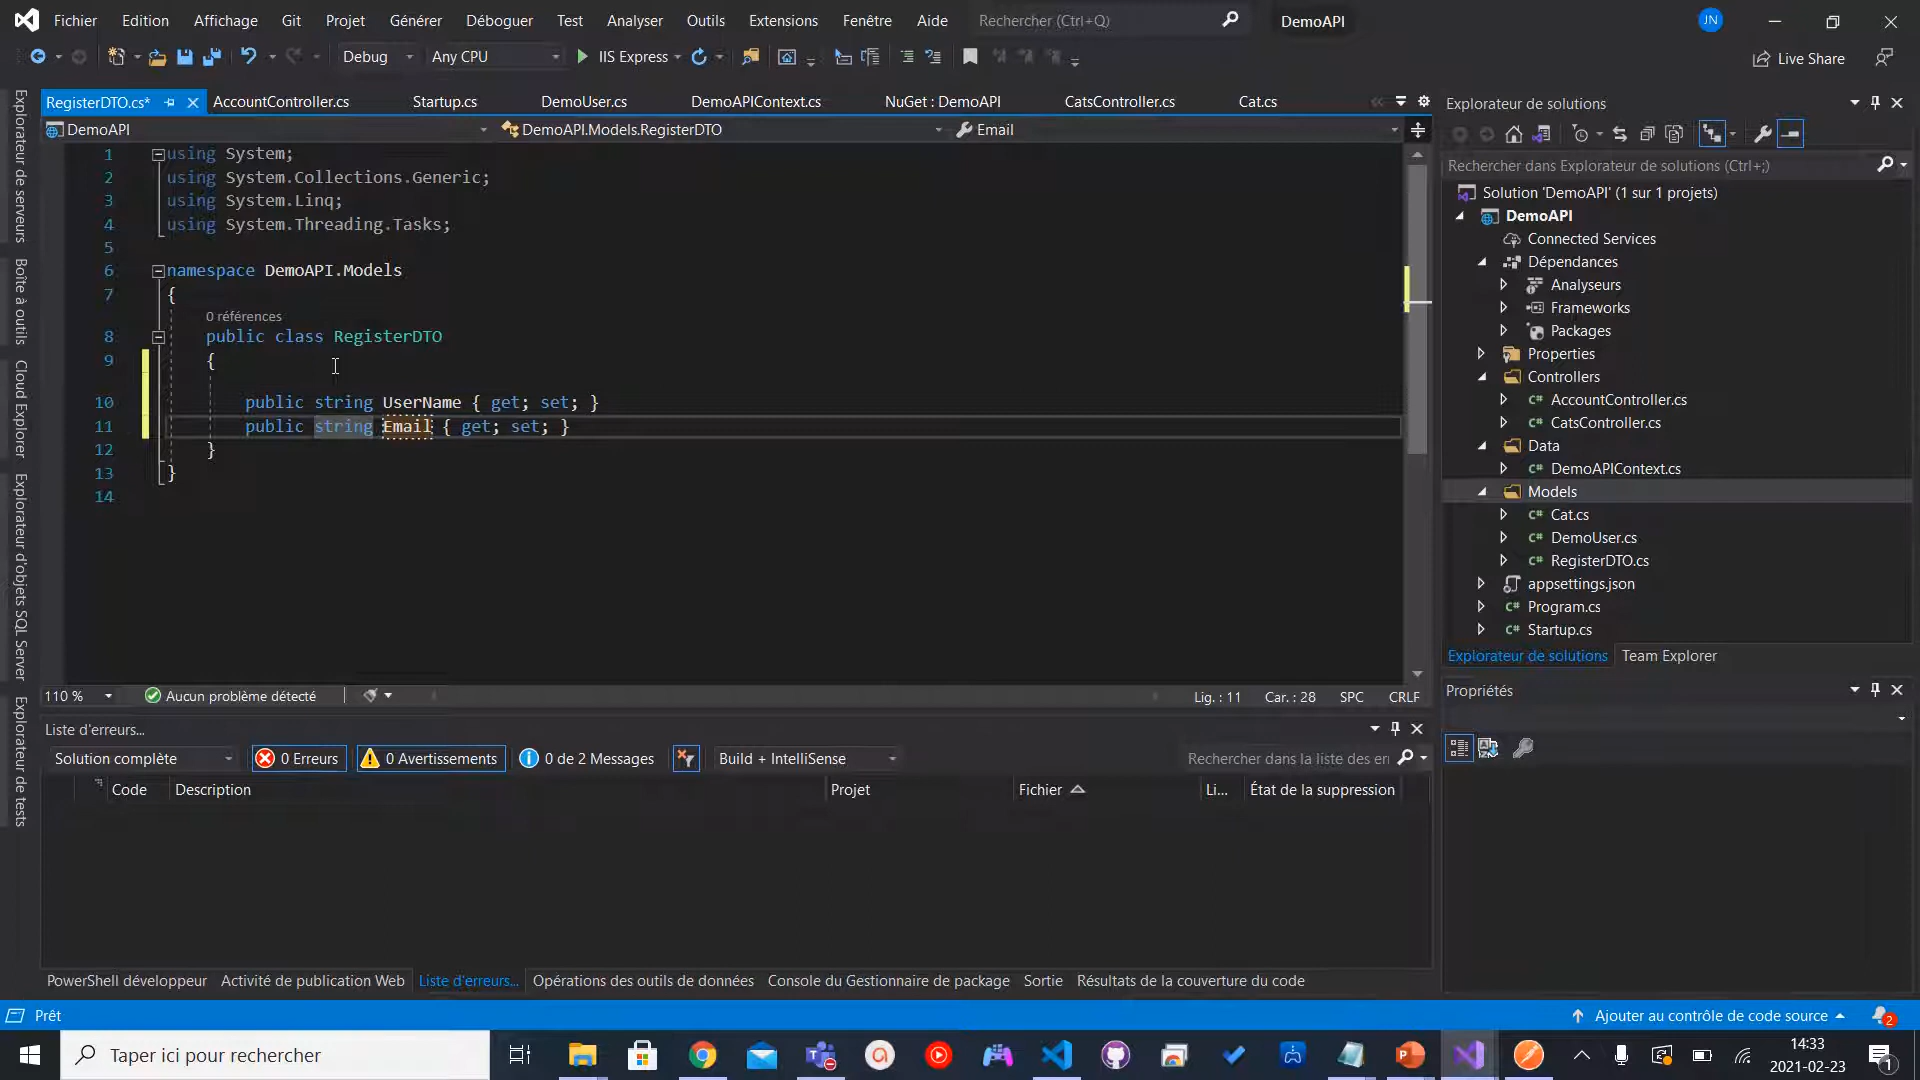 Fichier Edition Affichage Git Projet Générer Déboguer Test Analyser Outils Extensions Fenêtre Aide Rechercher (Ctrl+Q) DemoAPI JN
Debug Any CPU IIS Express Live Share
RegisterDTO.cs* AccountController.cs Startup.cs DemoUser.cs DemoAPIContext.cs NuGet : DemoAPI CatsController.cs Cat.cs
DemoAPI DemoAPI.Models.RegisterDTO Email
1 using System;
2 using System.Collections.Generic;
3 using System.Linq;
4 using System.Threading.Tasks;
5
6 namespace DemoAPI.Models
7 {
0 références
8 public class RegisterDTO
9 {
10 public string UserName { get; set; }
11 public string Email { get; set; }
12 }
13 }
14
110 % Aucun problème détecté Lig. : 11 Car. : 28 SPC CRLF
Explorateur de serveurs
Boîte à outils
Cloud Explorer
Explorateur d'objets SQL Server
Explorateur de tests
Explorateur de solutions
Rechercher dans Explorateur de solutions (Ctrl+;)
Solution 'DemoAPI' (1 sur 1 projets)
DemoAPI
Connected Services
Dépendances
Analyseurs
Frameworks
Packages
Properties
Controllers
C# AccountController.cs
C# CatsController.cs
Data
C# DemoAPIContext.cs
Models
C# Cat.cs
C# DemoUser.cs
C# RegisterDTO.cs
appsettings.json
C# Program.cs
C# Startup.cs
Explorateur de solutions Team Explorer
Propriétés
Liste d'erreurs...
Solution complète 0 Erreurs 0 Avertissements 0 de 2 Messages Build + IntelliSense Rechercher dans la liste des en
Code Description Projet Fichier Li... État de la suppression
PowerShell développeur Activité de publication Web Liste d'erreurs... Opérations des outils de données Console du Gestionnaire de package Sortie Résultats de la couverture du code
Prêt Ajouter au contrôle de code source 2
Taper ici pour rechercher
14:33
2021-02-23
1